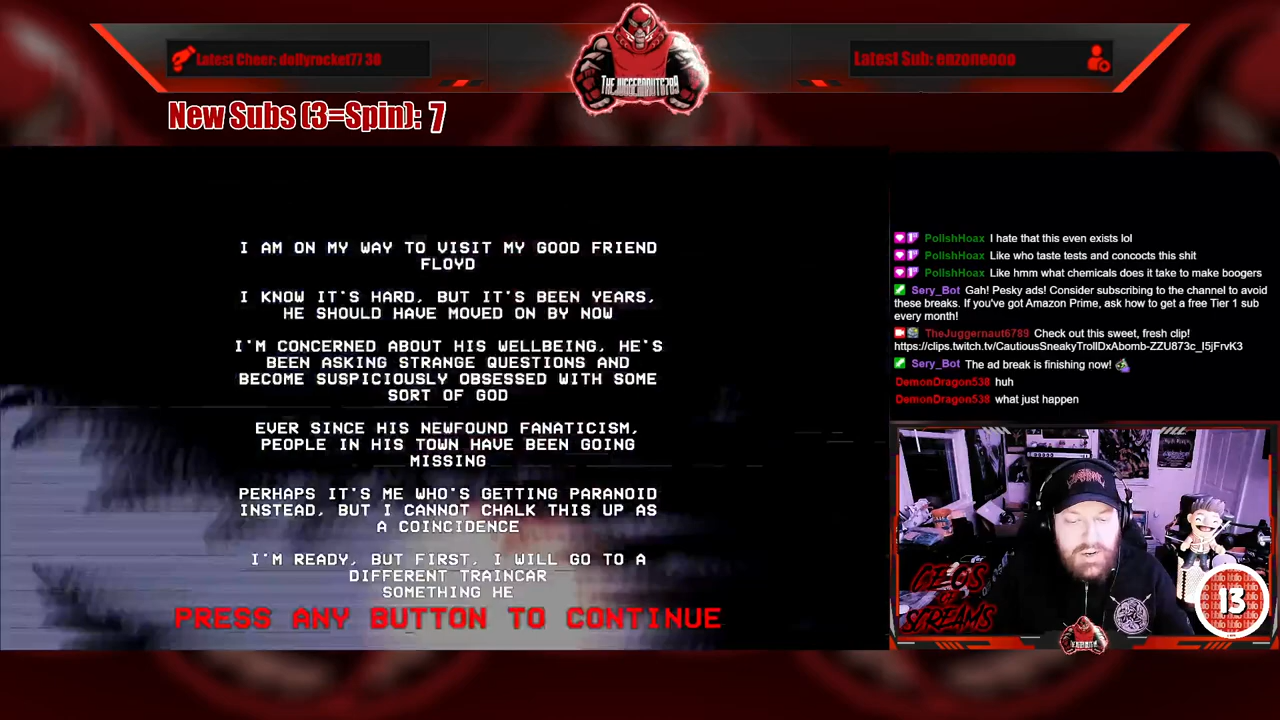 Latest Cheer: dollyrocket77 38
THEJUGGERNAUT6789
Latest Sub: enzoneooo
New Subs (3=Spin): 7
I AM ON MY WAY TO VISIT MY GOOD FRIEND
FLOYD
I KNOW IT'S HARD, BUT IT'S BEEN YEARS,
HE SHOULD HAVE MOVED ON BY NOW
I'M CONCERNED ABOUT HIS WELLBEING, HE'S
BEEN ASKING STRANGE QUESTIONS AND
BECOME SUSPICIOUSLY OBSESSED WITH SOME
SORT OF GOD
EVER SINCE HIS NEWFOUND FANATICISM,
PEOPLE IN HIS TOWN HAVE BEEN GOING
MISSING
PERHAPS IT'S ME WHO'S GETTING PARANOID
INSTEAD, BUT I CANNOT CHALK THIS UP AS
A COINCIDENCE
I'M READY, BUT FIRST, I WILL GO TO A
DIFFERENT TRAINCAR
SOMETHING HE
PRESS ANY BUTTON TO CONTINUE
PolishHoax I hate that this even exists lol
PolishHoax Like who taste tests and concocts this shit
PolishHoax Like hmm what chemicals does it take to make boogers
Sery_Bot Gah! Pesky ads! Consider subscribing to the channel to avoid
these breaks. If you've got Amazon Prime, ask how to get a free Tier 1 sub
every month!
TheJuggernaut6789 Check out this sweet, fresh clip!
https://clips.twitch.tv/CautiousSneakyTrollDxAbomb-ZZU873c_I5jFrvK3
Sery_Bot The ad break is finishing now!
DemonDragon538 huh
DemonDragon538 what just happen
SCREAMS
13